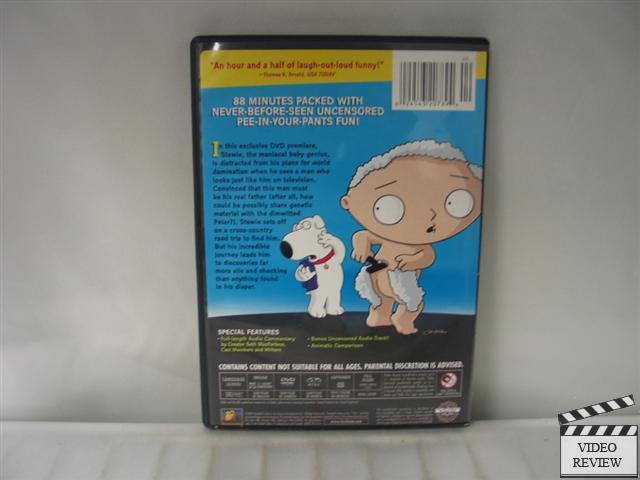 "An hour and a half of laugh-out-loud funny!"
–Thomas K. Arnold, USA TODAY
88 MINUTES PACKED WITH
NEVER-BEFORE-SEEN UNCENSORED
PEE-IN-YOUR-PANTS FUN!
In this exclusive DVD premiere,
Stewie, the maniacal baby genius,
is distracted from his plans for world
domination when he sees a man who
looks just like him on television.
Convinced that this man must
be his real father (after all, how
could he possibly share genetic
material with the dimwitted
Peter?), Stewie sets off
on a cross-country
road trip to find him.
But his incredible
journey leads him
to discoveries far
more vile and shocking
than anything found
in his diaper.
SPECIAL FEATURES
• Full-length Audio Commentary
by Creator Seth MacFarlane,
Cast Members and Writers
• Bonus Uncensored Audio Track!
• Animatic Comparison
CONTAINS CONTENT NOT SUITABLE FOR ALL AGES. PARENTAL DISCRETION IS ADVISED.
VIDEO
REVIEW